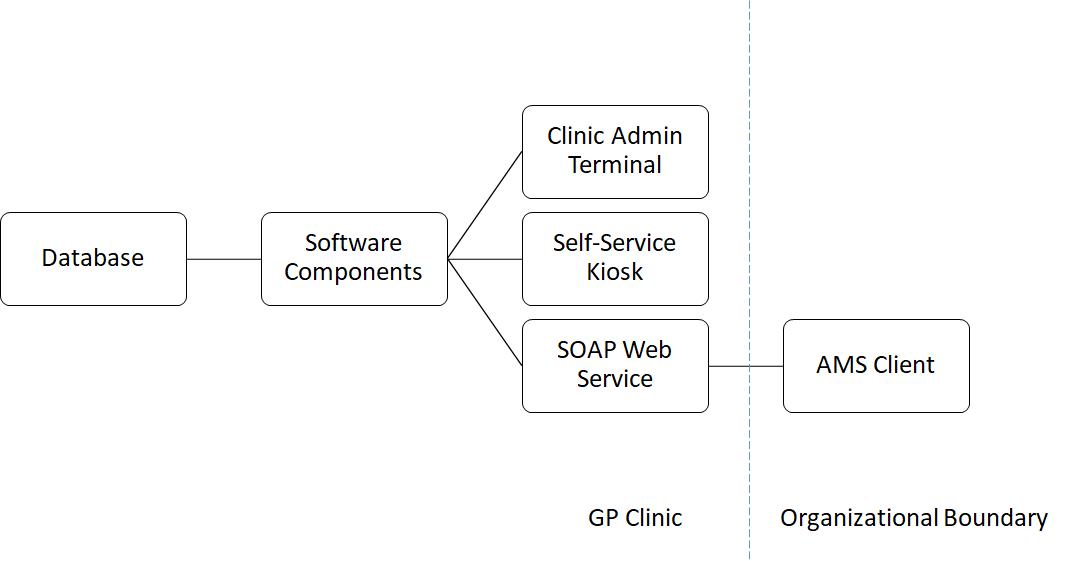 Clinic Admin
Terminal
Database
Software
Components
Self-Service
Kiosk
SOAP Web
Service
AMS Client
GP Clinic
Organizational Boundary